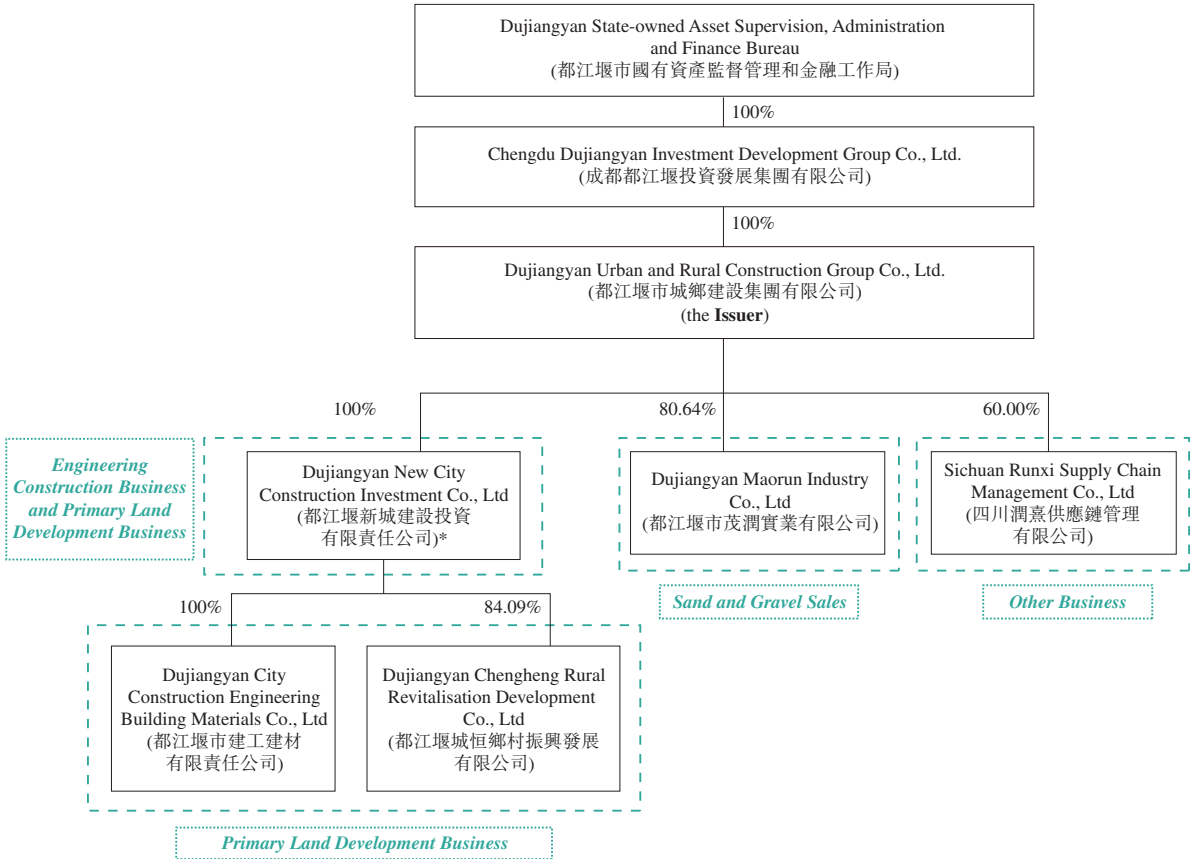 Dujiangyan State-owned Asset Supervision, Administration
and Finance Bureau
(都江堰市國有資產監督管理和金融工作局)
100%
Chengdu Dujiangyan Investment Development Group Co., Ltd.
(成都都江堰投資發展集團有限公司)
100%
Dujiangyan Urban and Rural Construction Group Co., Ltd.
(都江堰市城鄉建設集團有限公司)
(the Issuer)
100%
80.64%
60.00%
Engineering
Construction Business
and Primary Land
Development Business
Dujiangyan New City
Construction Investment Co., Ltd
(都江堰新城建設投資
有限責任公司)*
Dujiangyan Maorun Industry
Co., Ltd
(都江堰市茂潤實業有限公司)
Sichuan Runxi Supply Chain
Management Co., Ltd
(四川潤熹供應鏈管理
有限公司)
Sand and Gravel Sales
Other Business
100%
84.09%
Dujiangyan City
Construction Engineering
Building Materials Co., Ltd
(都江堰市建工建材
有限責任公司)
Dujiangyan Chengheng Rural
Revitalisation Development
Co., Ltd
(都江堰城恒鄉村振興發展
有限公司)
Primary Land Development Business